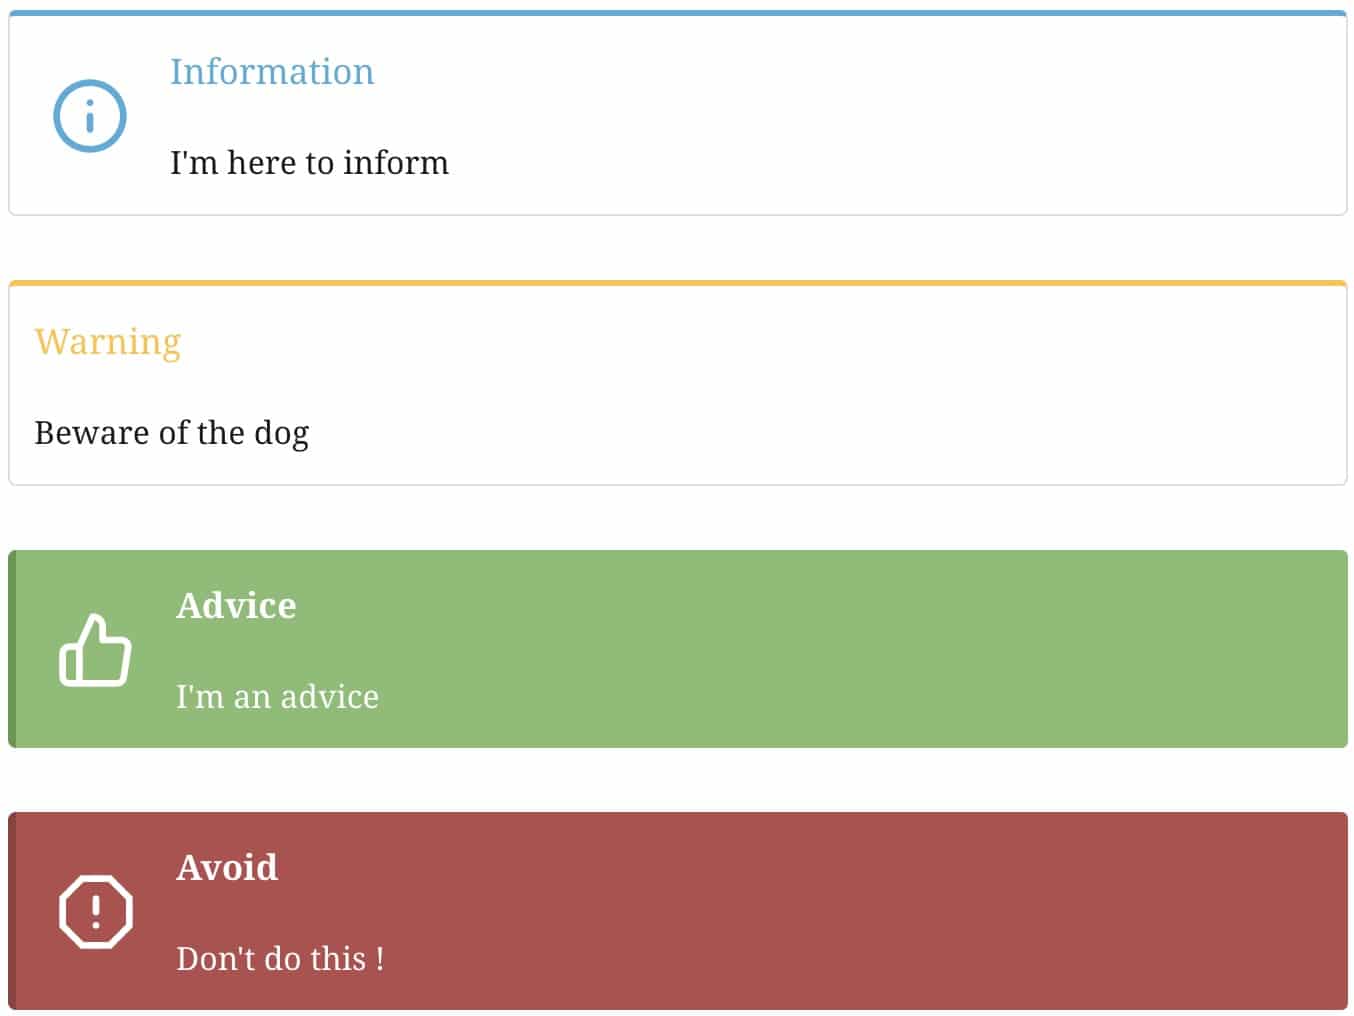 Information
I'm here to inform
Warning
Beware of the dog
Advice
I'm an advice
Avoid
Don't do this !